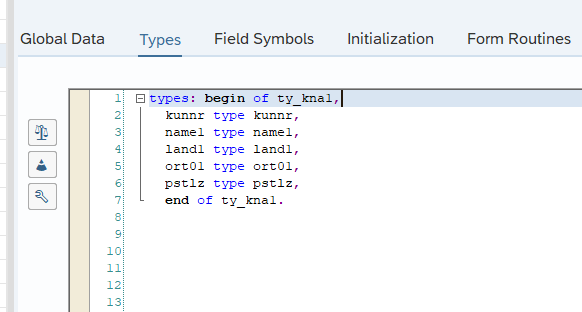 Global Data Types Field Symbols Initialization Form Routines
1 types: begin of ty_kna1,
2 kunnr type kunnr,
3 name1 type name1,
4 land1 type land1,
5 ort01 type ort01,
6 pstlz type pstlz,
7 end of ty_kna1.
8
9
10
11
12
13